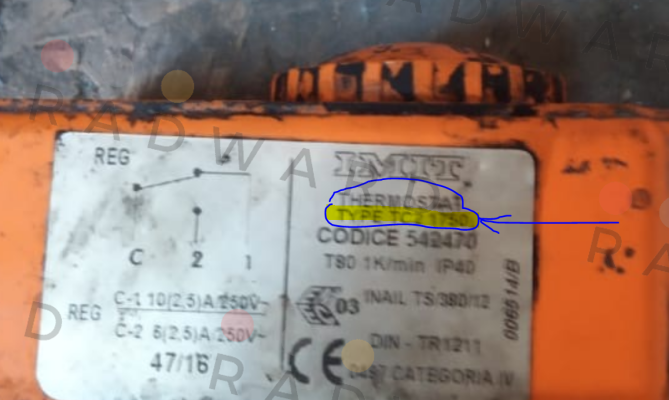 REG
C 2 1
REG C-1 10(2,5)A/250V~
C-2 6(2,5)A/250V~
47/16
IMIT
THERMOSTAT
TYPE TC 1750
CODICE 542470
T80 1K/min IP40
03 INAIL TS/380/12
DIN - TR1211
CE 0497 CATEGORIA IV
006514/B